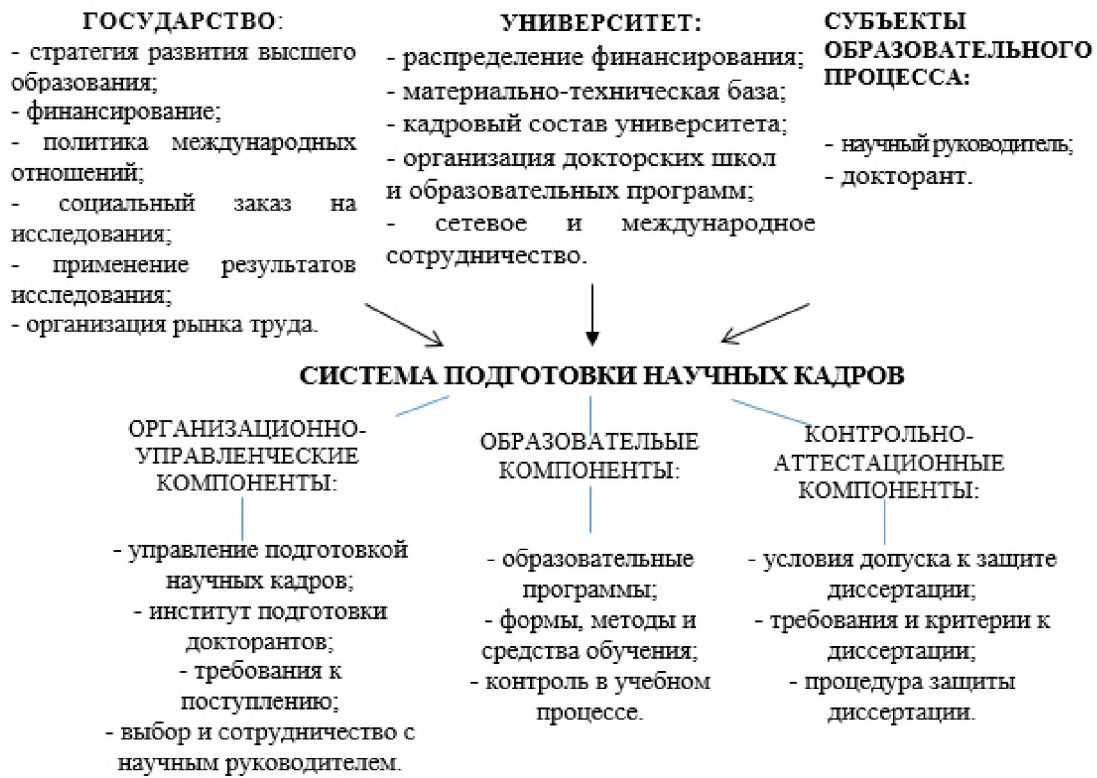 ГОСУДАРСТВО:
- стратегия развития высшего
образования;
- финансирование;
- политика международных
отношений;
- социальный заказ на
исследования;
- применение результатов
исследования;
- организация рынка труда.
УНИВЕРСИТЕТ:
- распределение финансирования;
- материально-техническая база;
- кадровый состав университета;
- организация докторских школ
и образовательных программ;
- сетевое и международное
сотрудничество.
СУБЪЕКТЫ
ОБРАЗОВАТЕЛЬНОГО
ПРОЦЕССА:
- научный руководитель;
- докторант.
СИСТЕМА ПОДГОТОВКИ НАУЧНЫХ КАДРОВ
ОРГАНИЗАЦИОННО-
УПРАВЛЕНЧЕСКИЕ
КОМПОНЕНТЫ:
- управление подготовкой
научных кадров;
- институт подготовки
докторантов;
- требования к
поступлению;
- выбор и сотрудничество с
научным руководителем.
ОБРАЗОВАТЕЛЬЫЕ
КОМПОНЕНТЫ:
- образовательные
программы;
- формы, методы и
средства обучения;
- контроль в учебном
процессе.
КОНТРОЛЬНО-
АТТЕСТАЦИОННЫЕ
КОМПОНЕНТЫ:
- условия допуска к защите
диссертации;
- требования и критерии к
диссертации;
- процедура защиты
диссертации.